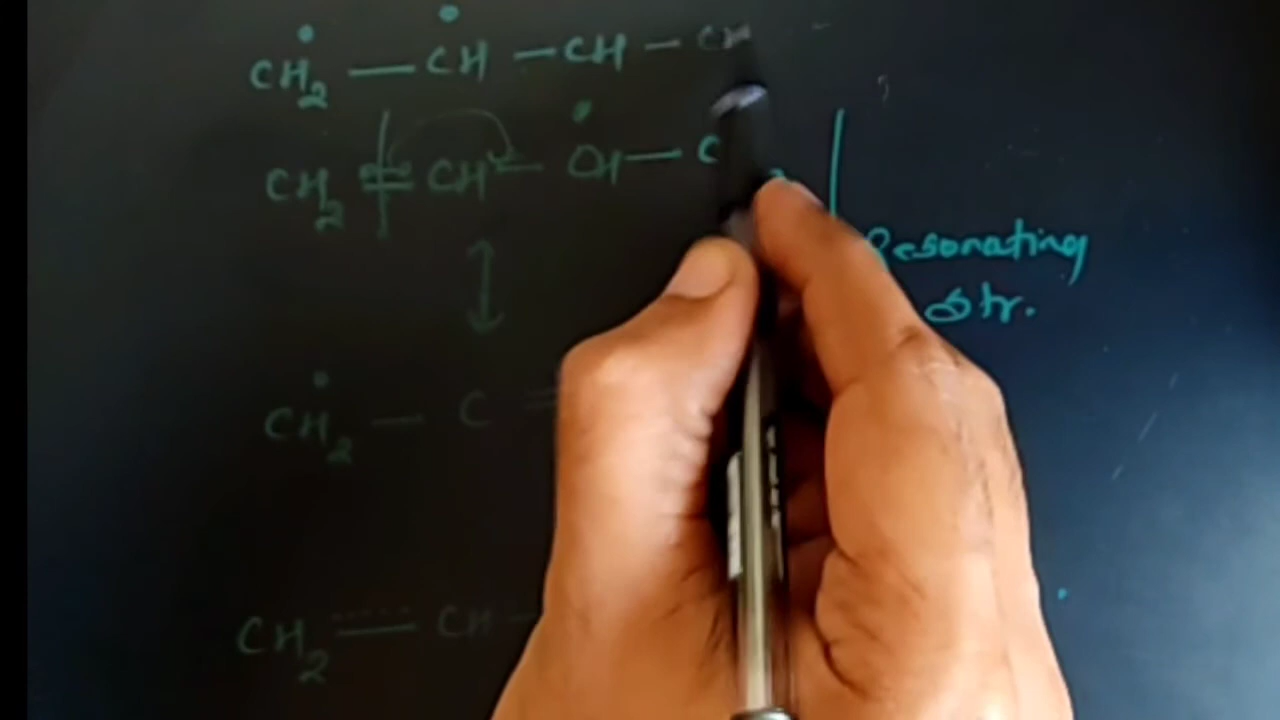 CH2 — CH — CH — CH
CH2 = CH — CH — C
Resonating
str.
CH2 — C =
CH2 = CH —